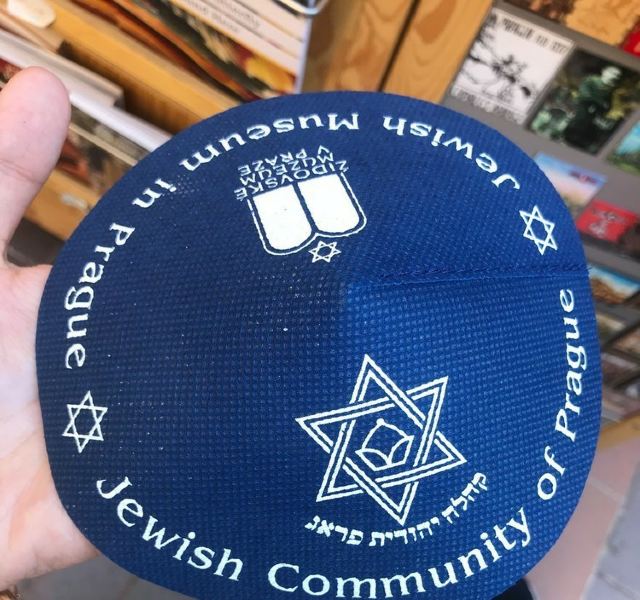 Jewish Museum in Prague
ŽIDOVSKÉ
MUZEUM
V PRAZE
קהלה יהודית פראג
Jewish Community of Prague